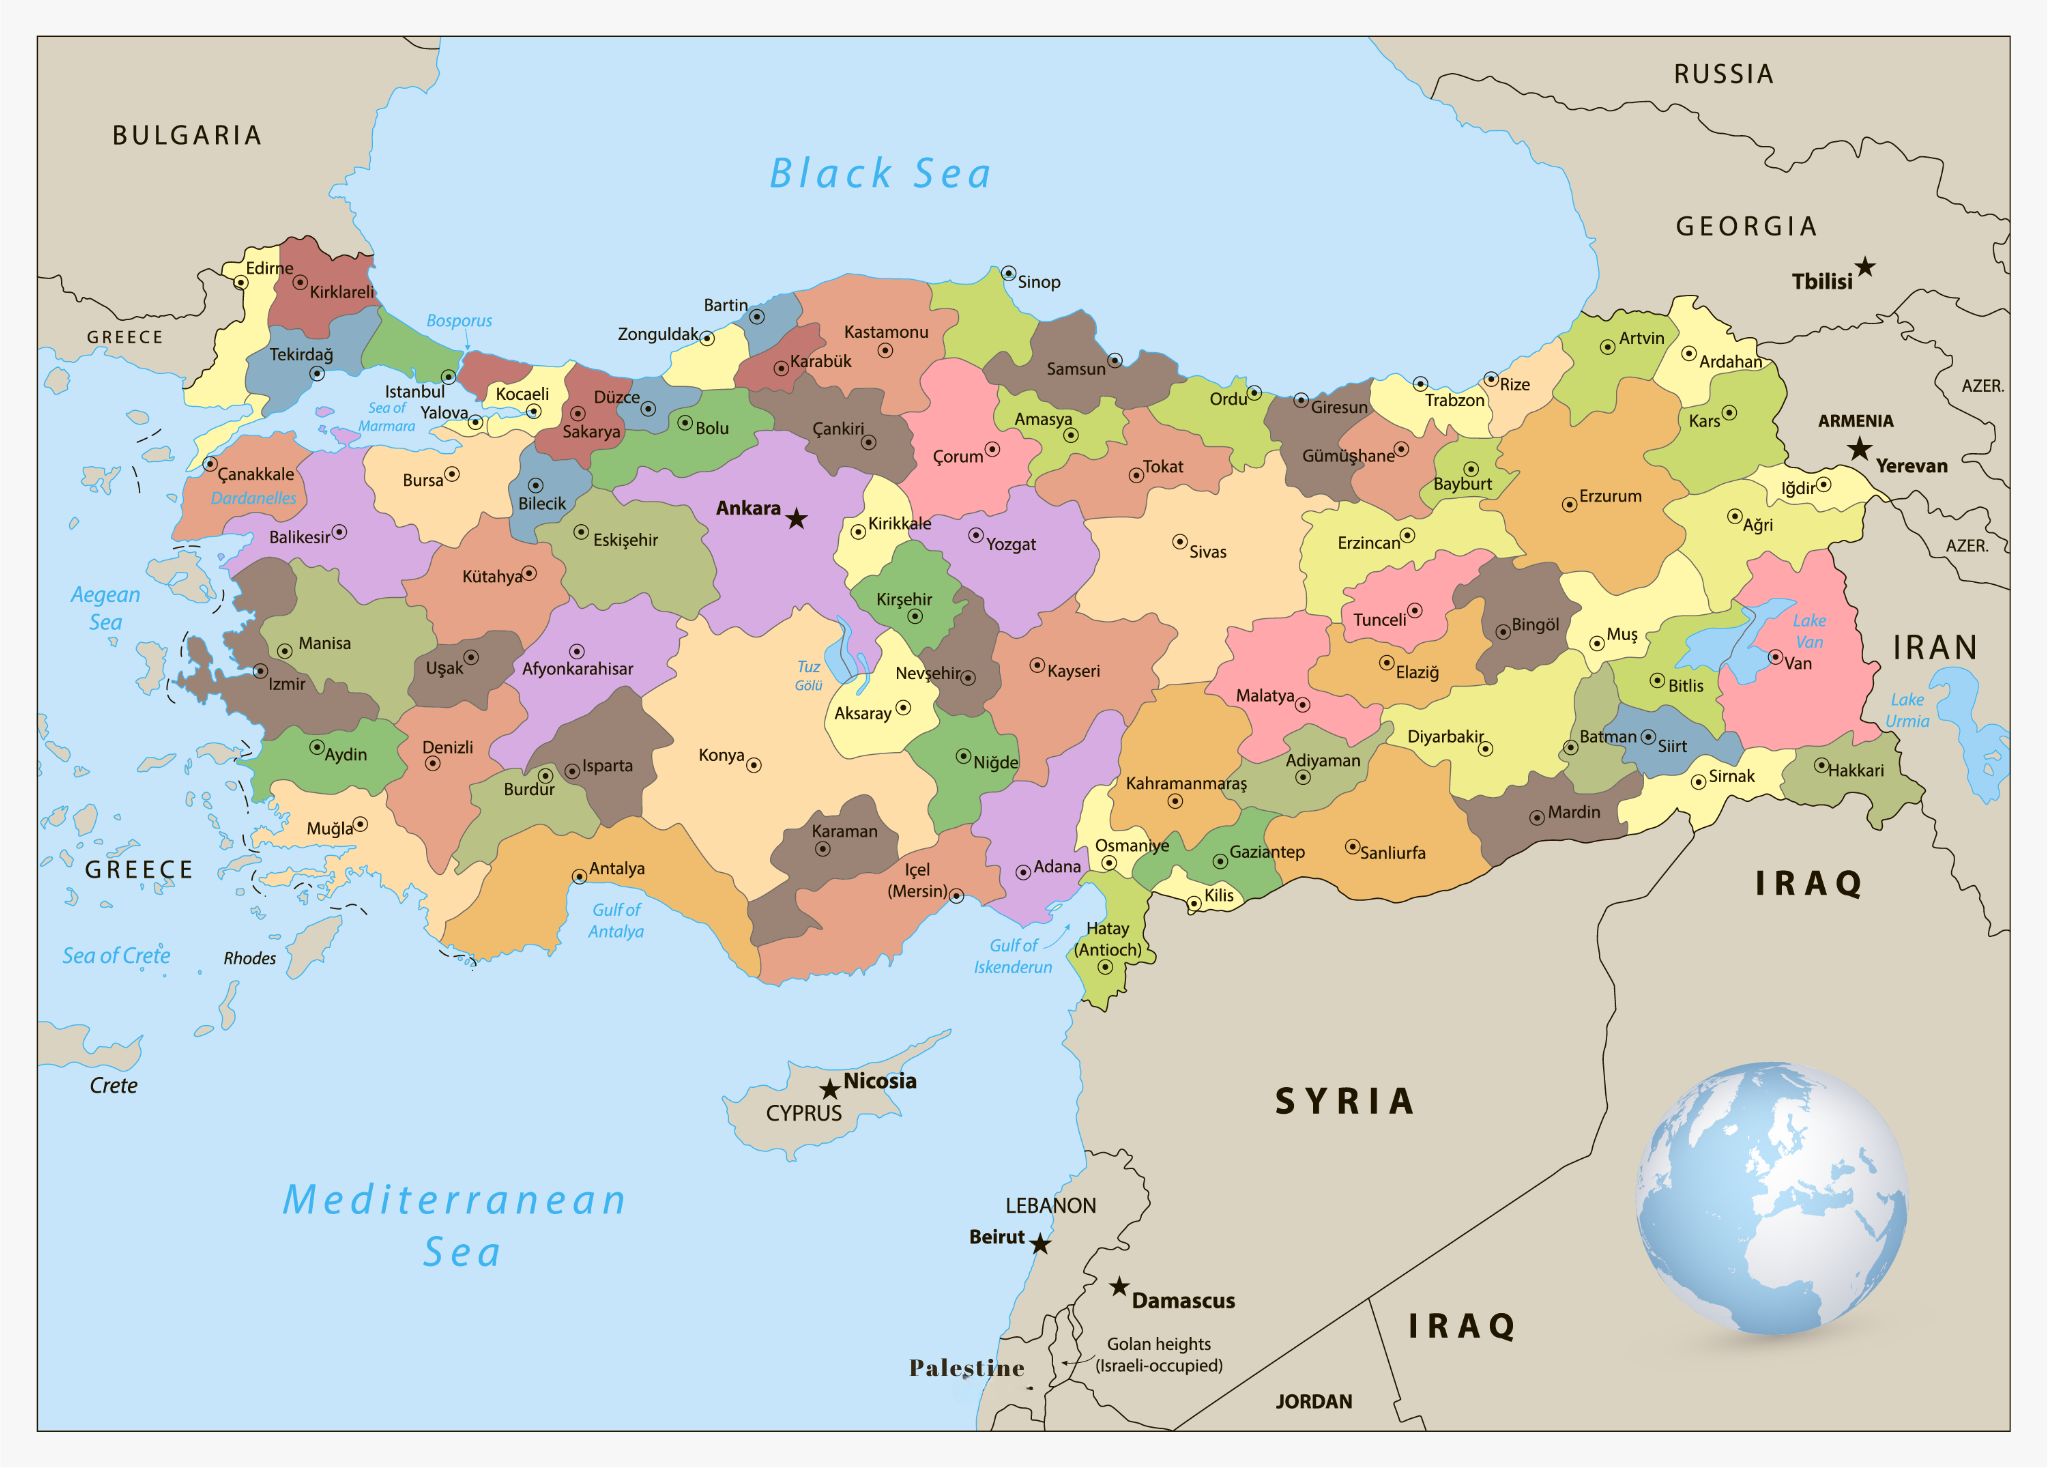 RUSSIA
BULGARIA
Black Sea
GEORGIA
Tbilisi
Edirne
Kirklareli
Sinop
Bartin
Bosporus
GREECE
Zonguldak
Kastamonu
Artvin
Tekirdağ
Karabük
Samsun
Ardahan
AZER.
Istanbul
Kocaeli
Düzce
Ordu
Giresun
Trabzon
Rize
Sea of
Marmara
Yalova
Sakarya
Bolu
Çankiri
Amasya
Kars
ARMENIA
Yerevan
Çanakkale
Dardanelles
Bursa
Bilecik
Çorum
Tokat
Gümüşhane
Bayburt
Iğdir
Ankara
Erzurum
Balikesir
Eskişehir
Kirikkale
Yozgat
Sivas
Erzincan
Ağri
AZER.
Kütahya
Aegean
Sea
Kirşehir
Tunceli
Bingöl
Muş
Lake
Van
Manisa
Uşak
Afyonkarahisar
Tuz
Gölü
Nevşehir
Kayseri
Elaziğ
Van
IRAN
Izmir
Aksaray
Malatya
Bitlis
Lake
Urmia
Aydin
Denizli
Konya
Niğde
Diyarbakir
Batman
Siirt
Burdur
Isparta
Adiyaman
Hakkari
Kahramanmaraş
Sirnak
Muğla
Karaman
Mardin
Osmaniye
Gaziantep
Sanliurfa
GREECE
Antalya
Içel
(Mersin)
Adana
Kilis
IRAQ
Gulf of
Antalya
Hatay
(Antioch)
Gulf of
Iskenderun
Sea of Crete
Rhodes
Crete
Nicosia
CYPRUS
SYRIA
Mediterranean
Sea
LEBANON
Beirut
Damascus
IRAQ
Golan heights
(Israeli-occupied)
Palestine
JORDAN